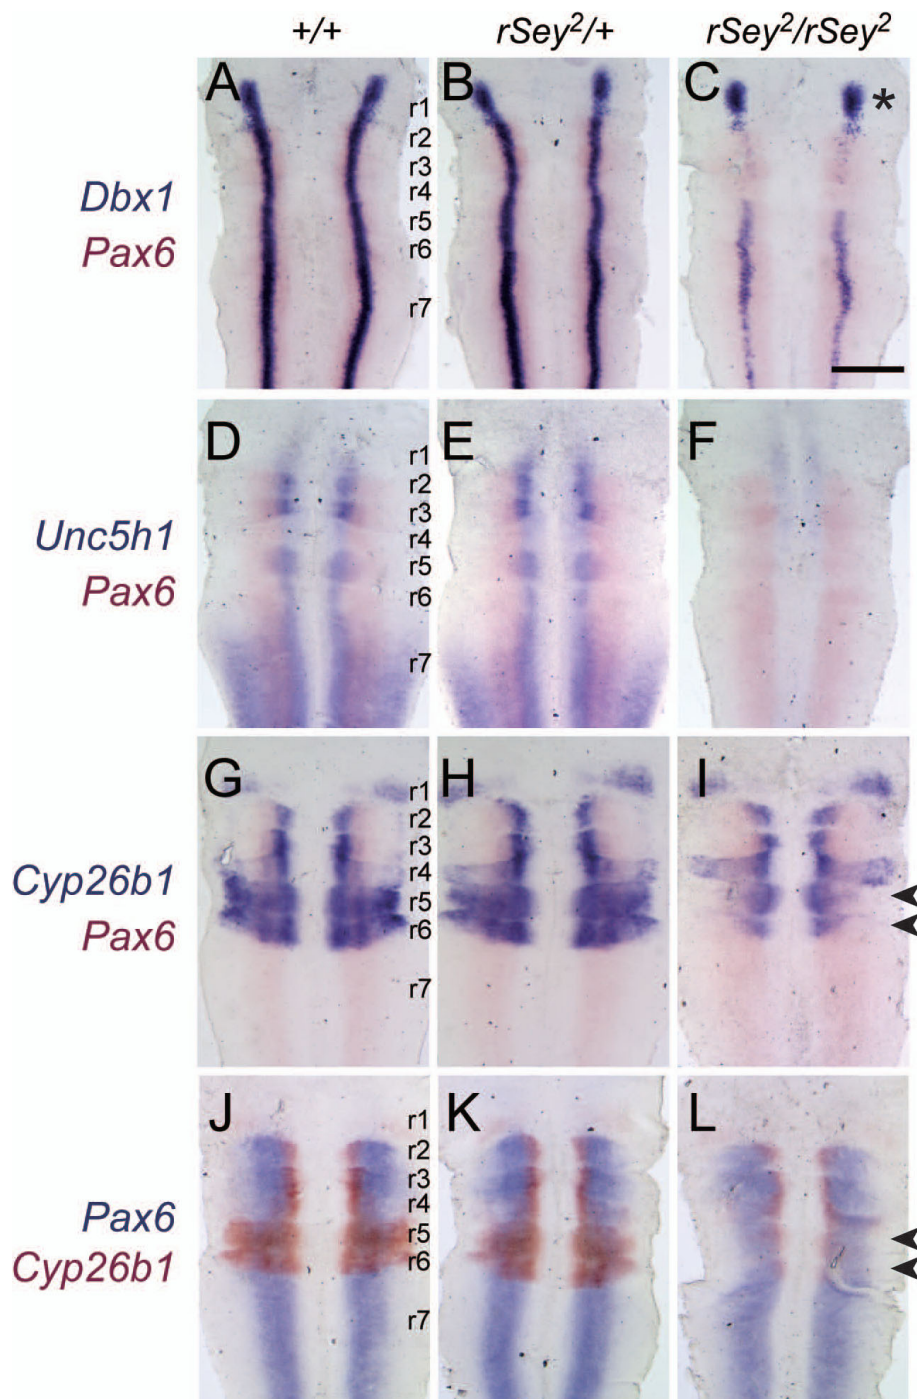 +/+ rSey²/+ rSey²/rSey²
A B C *
r1
r2
r3
r4
r5
r6
r7
Dbx1
Pax6
D E F
r1
r2
r3
r4
r5
r6
r7
Unc5h1
Pax6
G H I
r1
r2
r3
r4
r5
r6
r7
Cyp26b1
Pax6
J K L
r1
r2
r3
r4
r5
r6
r7
Pax6
Cyp26b1